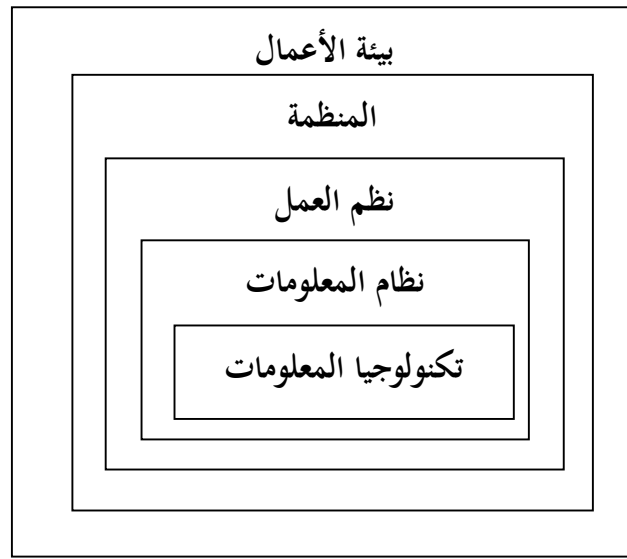 بيئة الأعمال
المنظمة
نظم العمل
نظام المعلومات
تكنولوجيا المعلومات